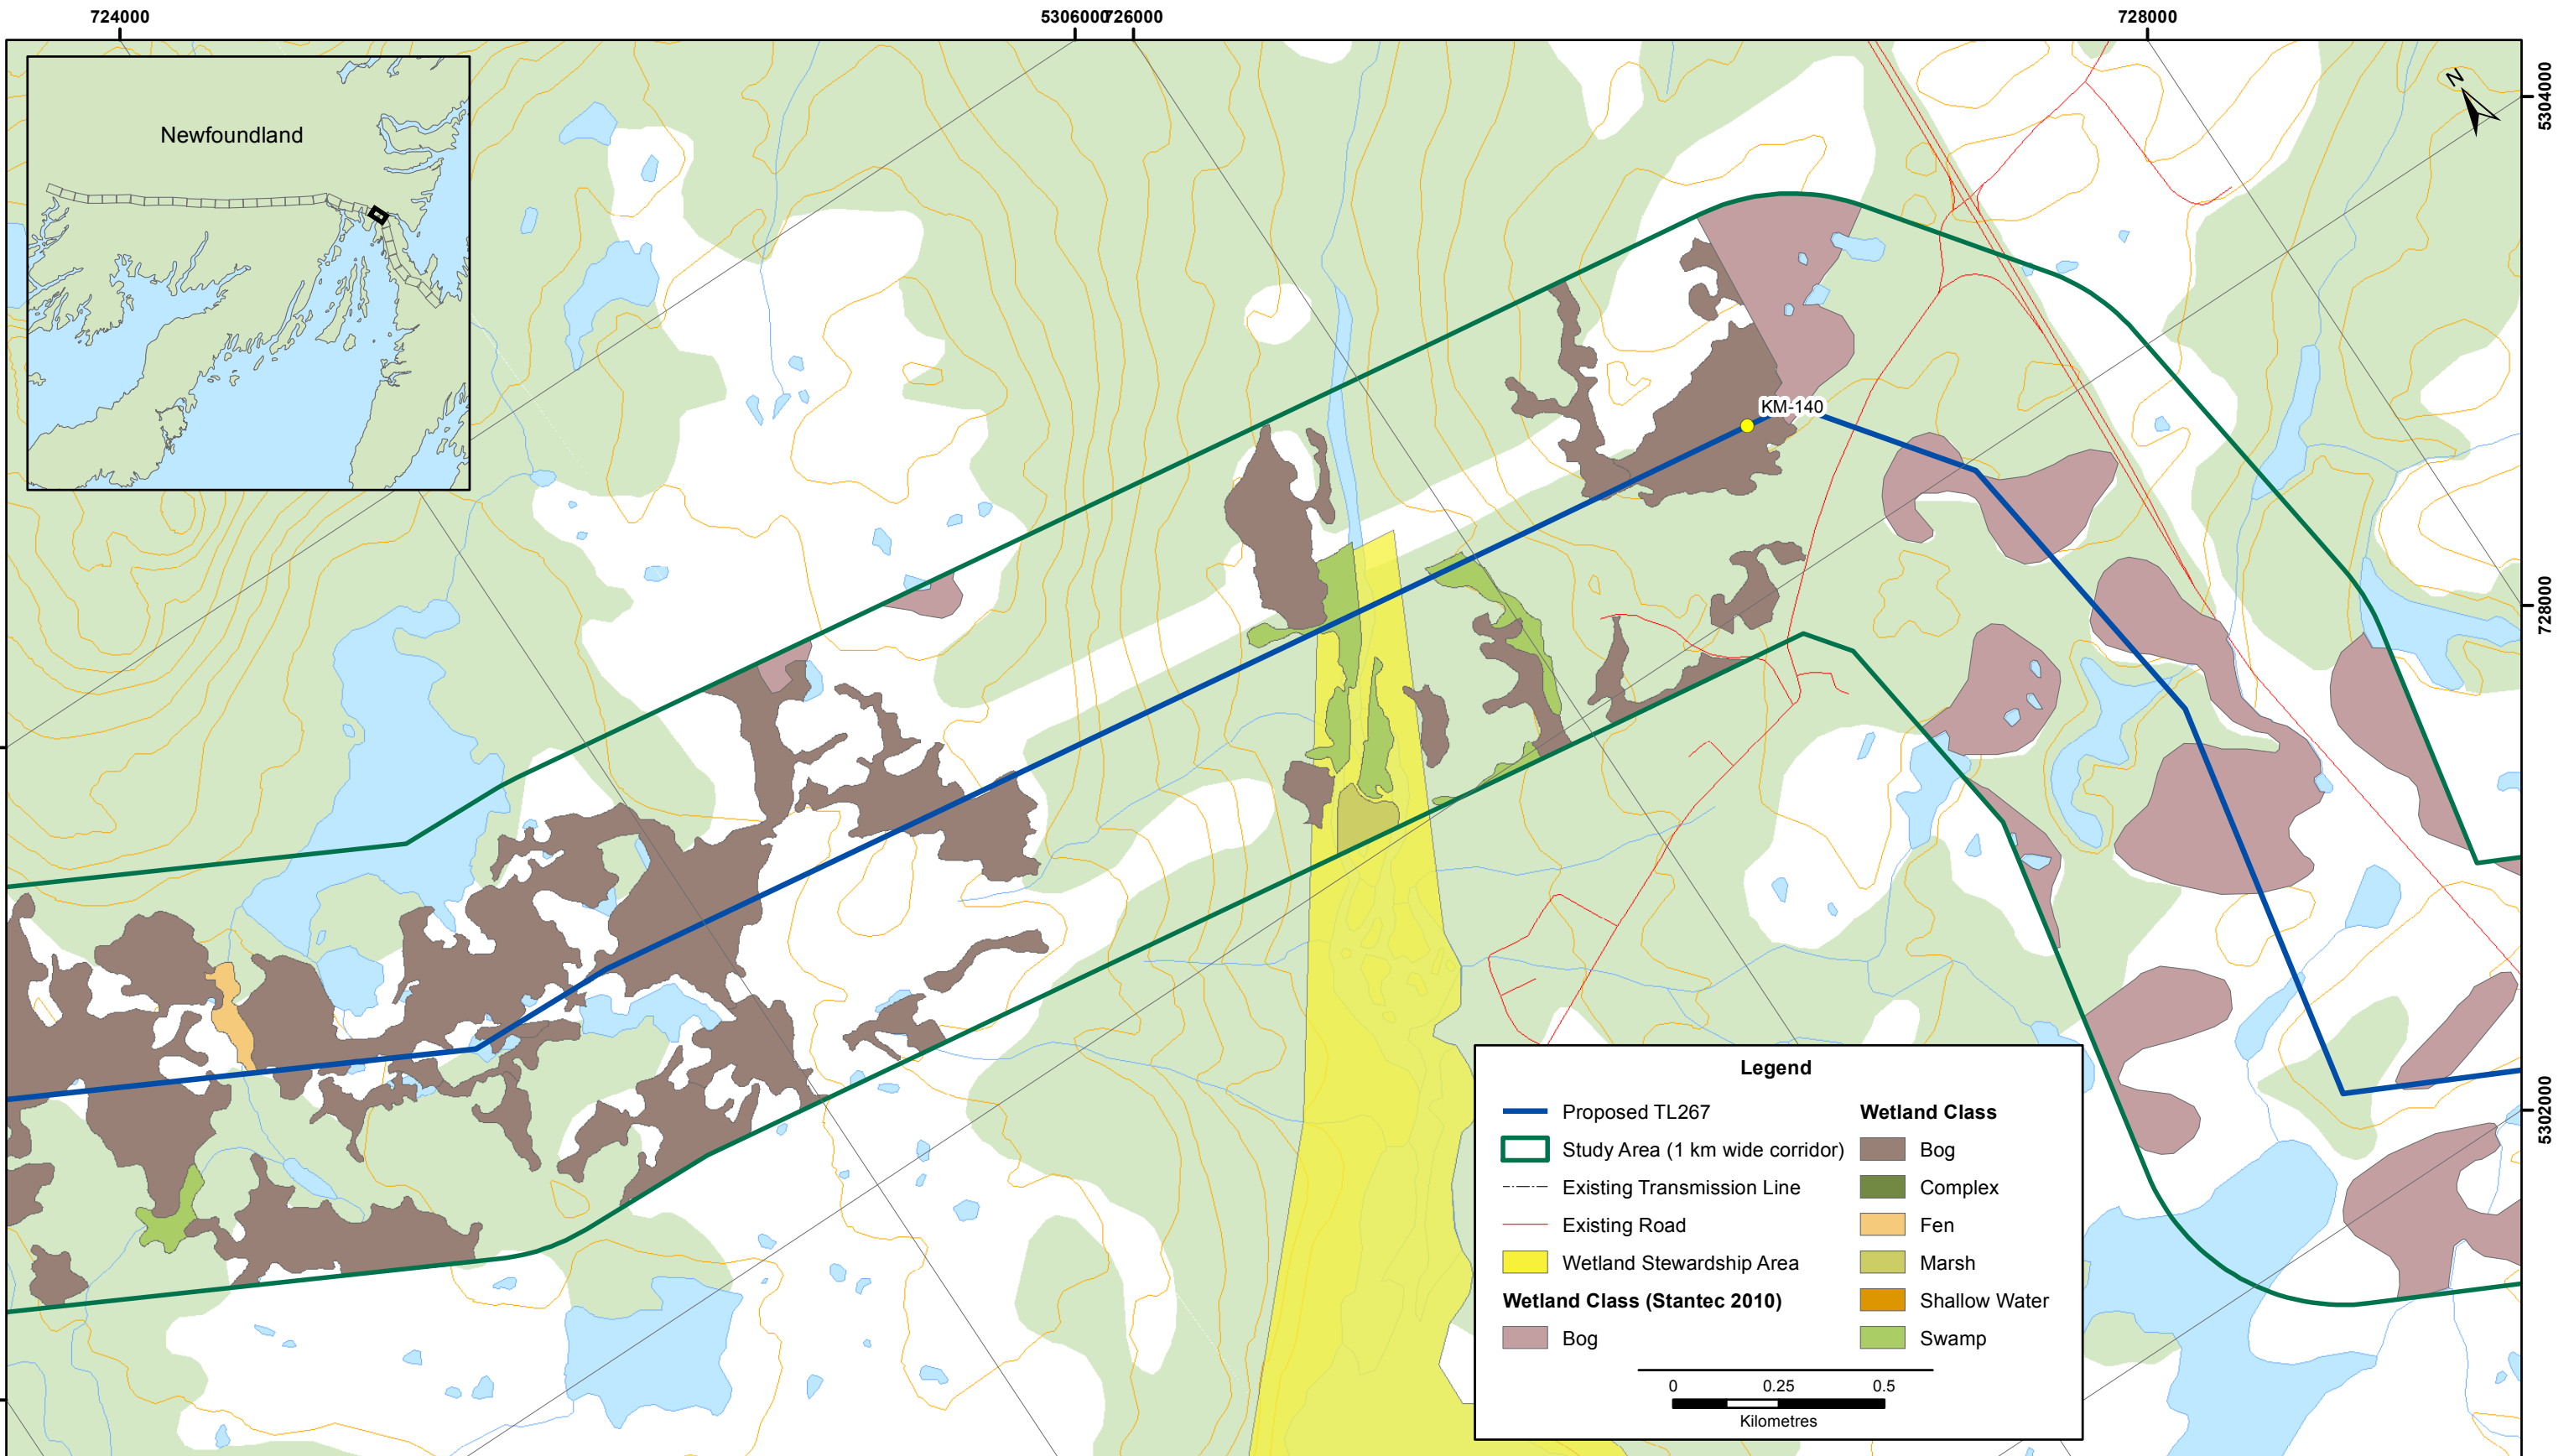 724000
5306000
726000
728000
Newfoundland
N
5304000
KM-140
728000
5302000
Legend
Proposed TL267
Study Area (1 km wide corridor)
Existing Transmission Line
Existing Road
Wetland Stewardship Area
Wetland Class (Stantec 2010)
Bog
Wetland Class
Bog
Complex
Fen
Marsh
Shallow Water
Swamp
0 0.25 0.5
Kilometres